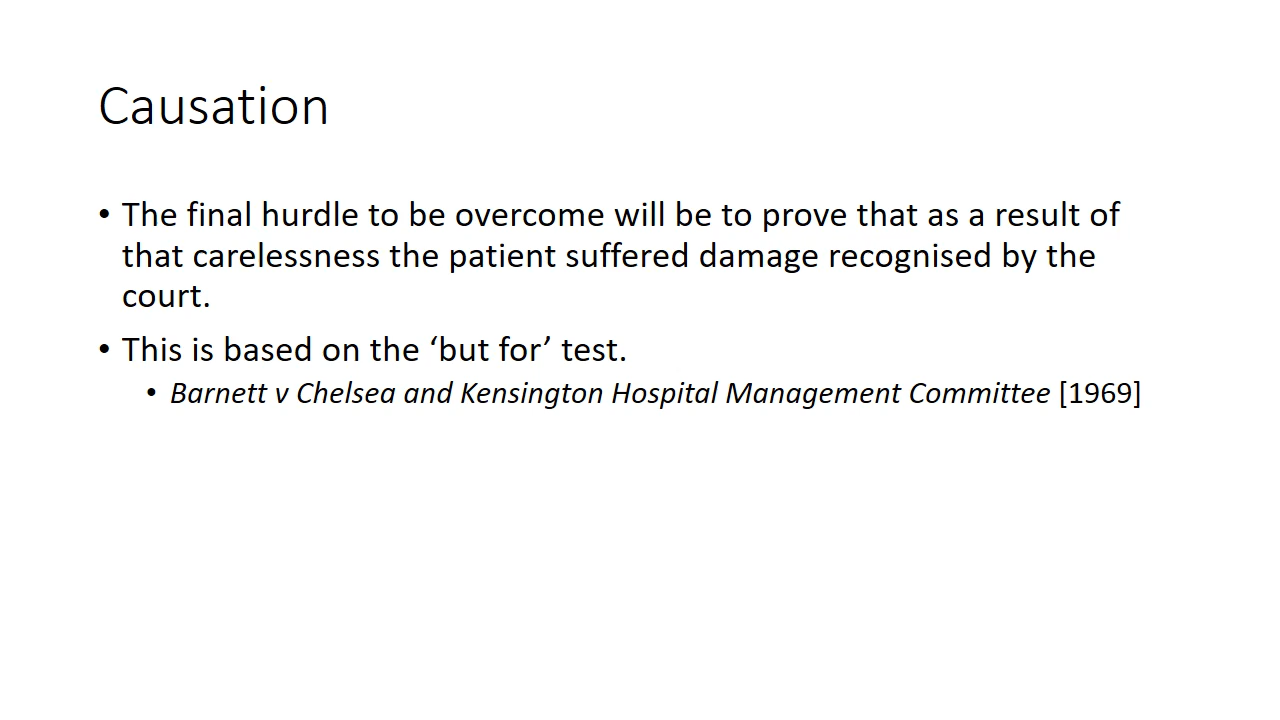 Causation
• The final hurdle to be overcome will be to prove that as a result of
that carelessness the patient suffered damage recognised by the
court.
• This is based on the ‘but for’ test.
• Barnett v Chelsea and Kensington Hospital Management Committee [1969]